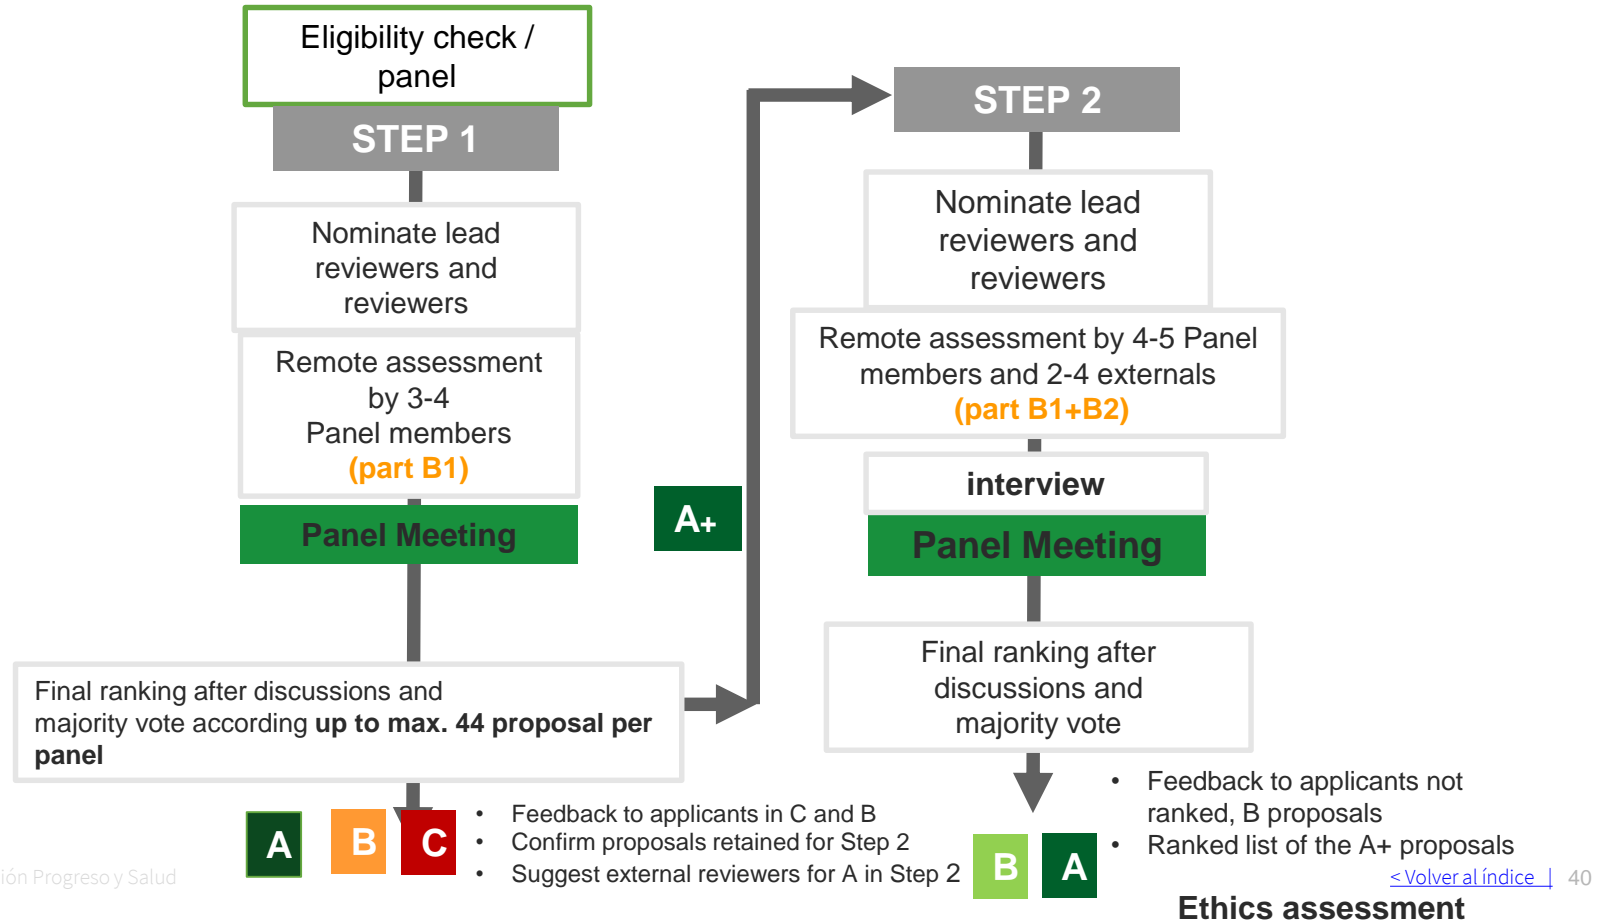 Eligibility check /
panel
STEP 1
Nominate lead
reviewers and
reviewers
Remote assessment
by 3-4
Panel members
(part B1)
Panel Meeting
Final ranking after discussions and
majority vote according up to max. 44 proposal per
panel
A
B
C
• Feedback to applicants in C and B
• Confirm proposals retained for Step 2
• Suggest external reviewers for A in Step 2
A+
STEP 2
Nominate lead
reviewers and
reviewers
Remote assessment by 4-5 Panel
members and 2-4 externals
(part B1+B2)
interview
Panel Meeting
Final ranking after
discussions and
majority vote
B
A
• Feedback to applicants not
ranked, B proposals
• Ranked list of the A+ proposals
ión Progreso y Salud
< Volver al índice | 40
Ethics assessment